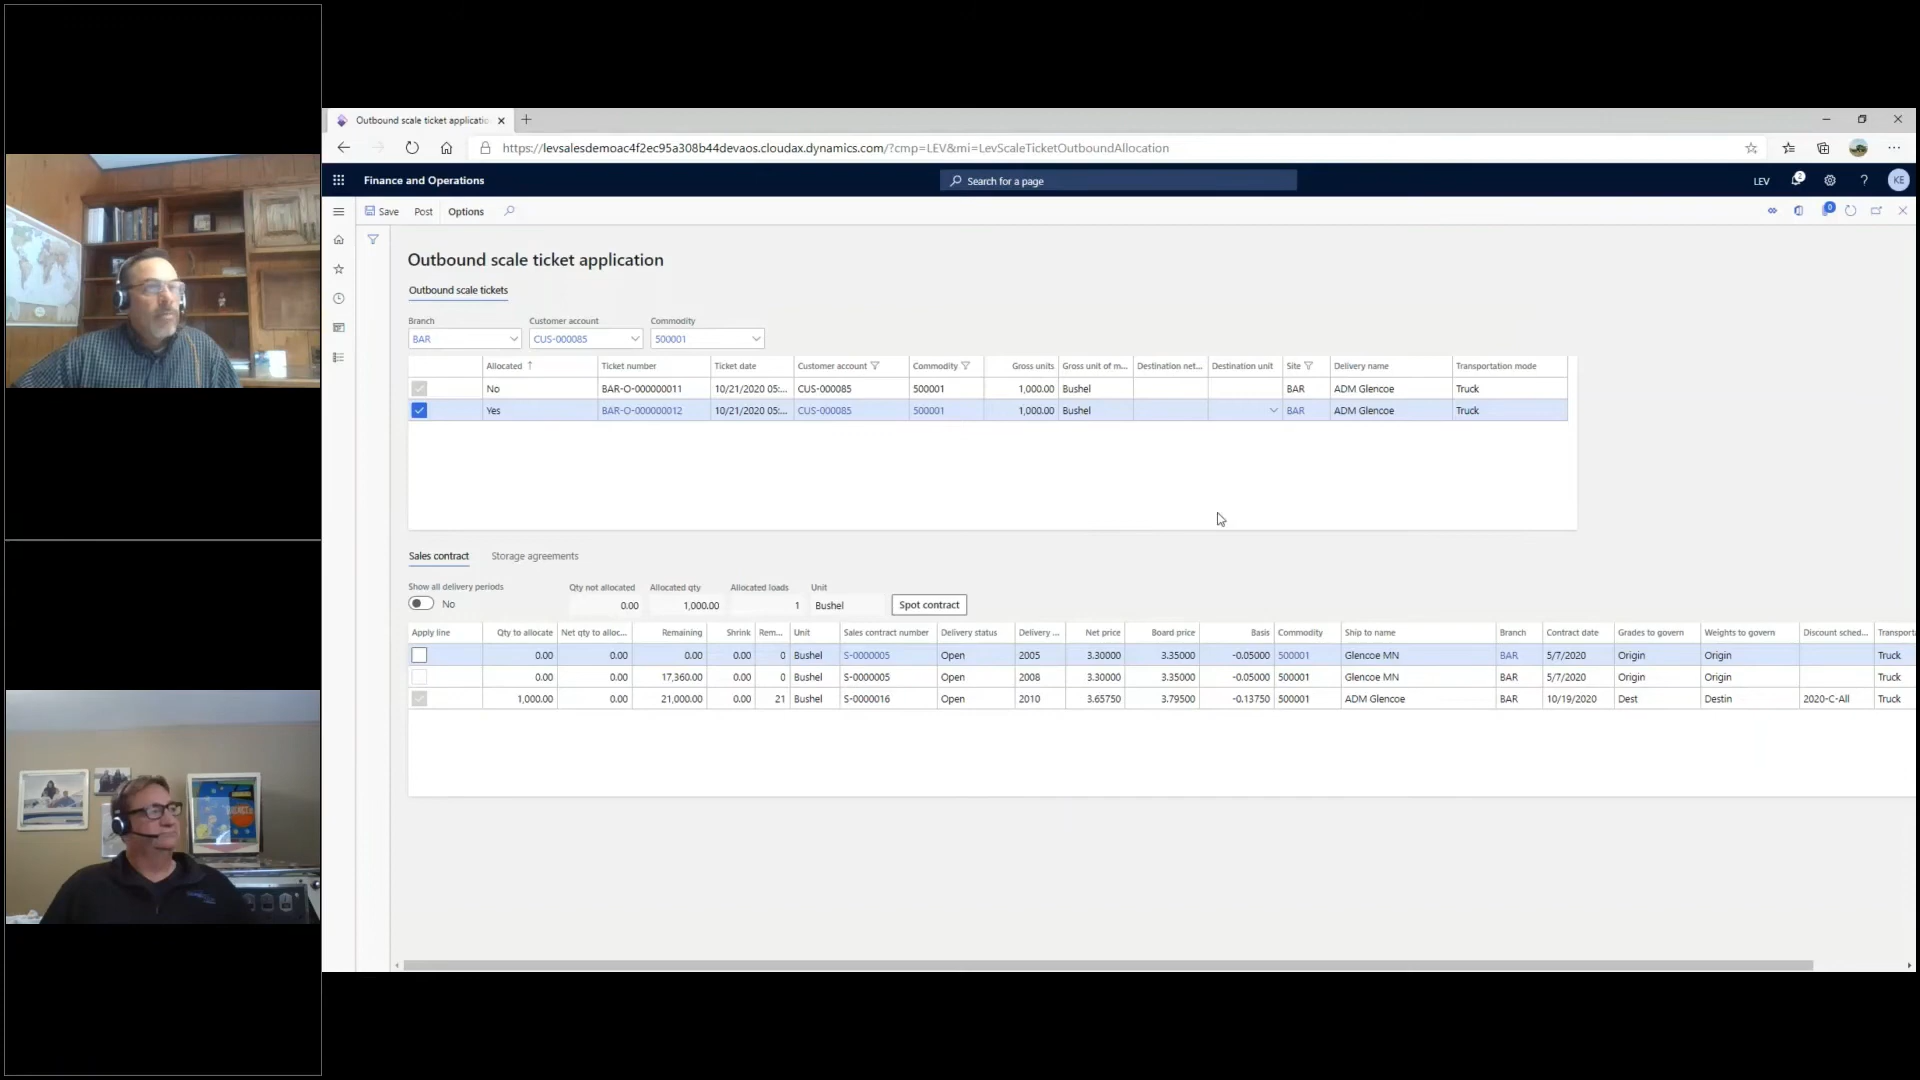 Outbound scale ticket applicatio
https://levsalesdemoac4f2ec95a308b44devaos.cloudax.dynamics.com/?cmp=LEV&mi=LevScaleTicketOutboundAllocation
Finance and Operations
Search for a page
LEV
2
?
KE
Save Post Options
0
Outbound scale ticket application
Outbound scale tickets
Branch Customer account Commodity
BAR CUS-000085 500001
Allocated Ticket number Ticket date Customer account Commodity Gross units Gross unit of m... Destination net... Destination unit Site Delivery name Transportation mode
No BAR-O-000000011 10/21/2020 05:... CUS-000085 500001 1,000.00 Bushel BAR ADM Glencoe Truck
Yes BAR-O-000000012 10/21/2020 05:... CUS-000085 500001 1,000.00 Bushel BAR ADM Glencoe Truck
Sales contract Storage agreements
Show all delivery periods Qty not allocated Allocated qty Allocated loads Unit
No 0.00 1,000.00 1 Bushel Spot contract
Apply line Qty to allocate Net qty to alloc... Remaining Shrink Rem... Unit Sales contract number Delivery status Delivery ... Net price Board price Basis Commodity Ship to name Branch Contract date Grades to govern Weights to govern Discount sched... Transporta
0.00 0.00 0.00 0.00 0 Bushel S-0000005 Open 2005 3.30000 3.35000 -0.05000 500001 Glencoe MN BAR 5/7/2020 Origin Origin Truck
0.00 0.00 17,360.00 0.00 0 Bushel S-0000005 Open 2008 3.30000 3.35000 -0.05000 500001 Glencoe MN BAR 5/7/2020 Origin Origin Truck
1,000.00 0.00 21,000.00 0.00 21 Bushel S-0000016 Open 2010 3.65750 3.79500 -0.13750 500001 ADM Glencoe BAR 10/19/2020 Dest Destin 2020-C-All Truck